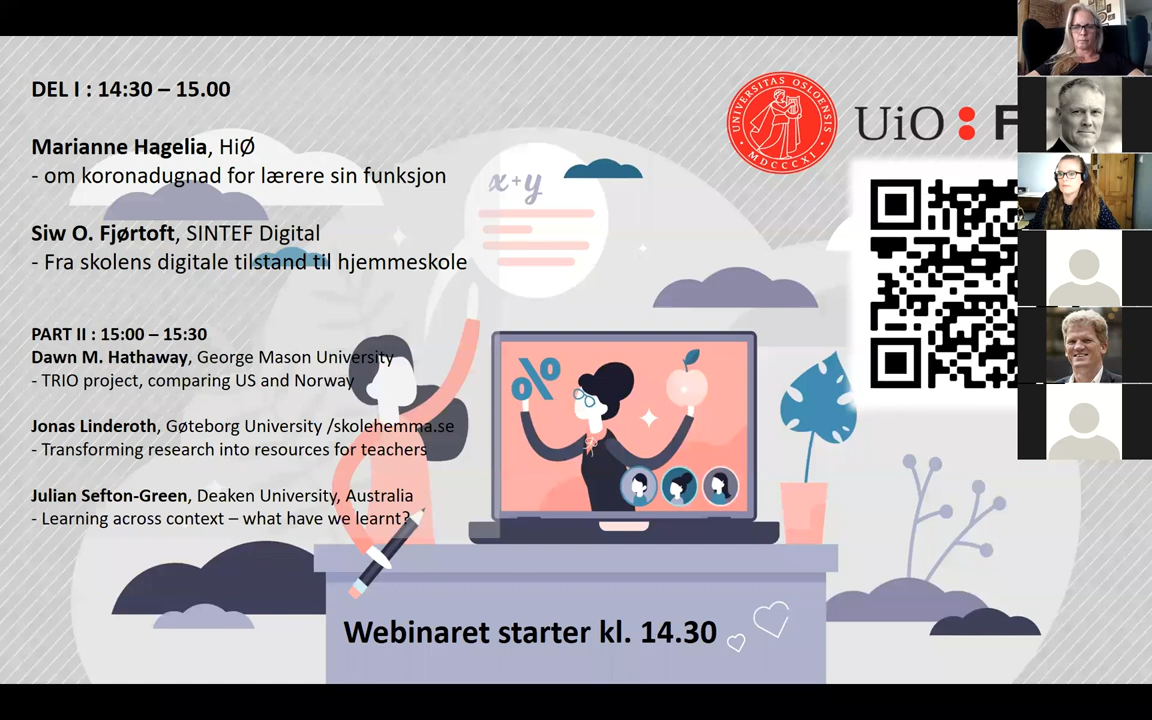 DEL I : 14:30 – 15.00
Marianne Hagelia, HiØ
- om koronadugnad for lærere sin funksjon
Siw O. Fjørtoft, SINTEF Digital
- Fra skolens digitale tilstand til hjemmeskole
PART II : 15:00 – 15:30
Dawn M. Hathaway, George Mason University
- TRIO project, comparing US and Norway
Jonas Linderoth, Gøteborg University /skolehemma.se
- Transforming research into resources for teachers
Julian Sefton-Green, Deaken University, Australia
- Learning across context – what have we learnt?
UNIVERSITAS OSLOENSIS
MDCCCXI
UiO:F
x+y
%
Webinaret starter kl. 14.30